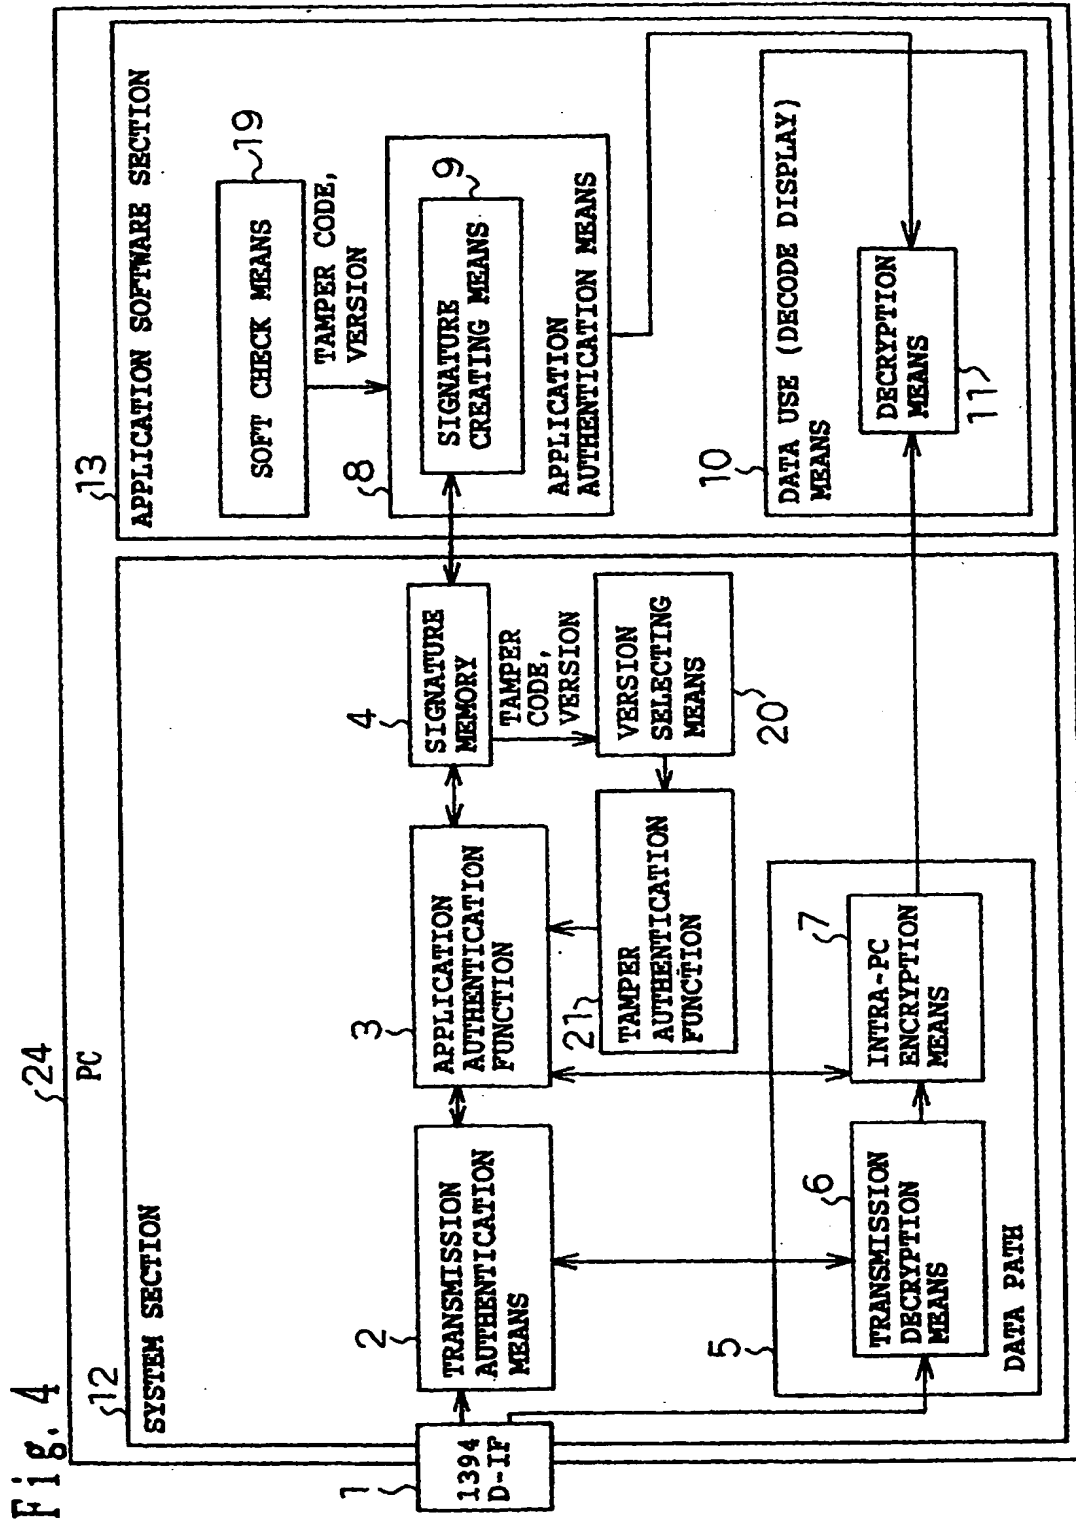 Fig. 4
24
PC
12
SYSTEM SECTION
1
1394
D-IF
2
TRANSMISSION
AUTHENTICATION
MEANS
3
APPLICATION
AUTHENTICATION
FUNCTION
4
SIGNATURE
MEMORY
TAMPER
CODE,
VERSION
VERSION
SELECTING
MEANS
20
21
TAMPER
AUTHENTICATION
FUNCTION
5
6
TRANSMISSION
DECRYPTION
MEANS
7
INTRA-PC
ENCRYPTION
MEANS
DATA PATH
13
APPLICATION SOFTWARE SECTION
19
SOFT CHECK MEANS
TAMPER CODE,
VERSION
8
9
SIGNATURE
CREATING MEANS
APPLICATION
AUTHENTICATION MEANS
10
DATA USE (DECODE DISPLAY)
MEANS
DECRYPTION
MEANS
11